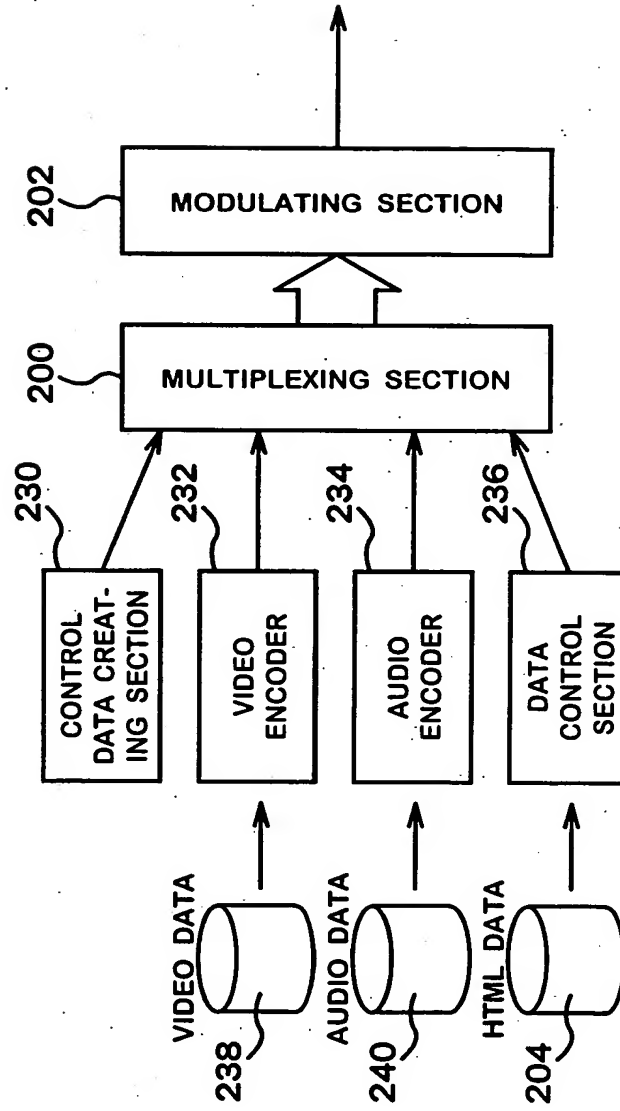 202
MODULATING SECTION
200
MULTIPLEXING SECTION
230
CONTROL
DATA CREAT-
ING SECTION
232
VIDEO
ENCODER
234
AUDIO
ENCODER
236
DATA
CONTROL
SECTION
VIDEO DATA
238
AUDIO DATA
240
HTML DATA
204